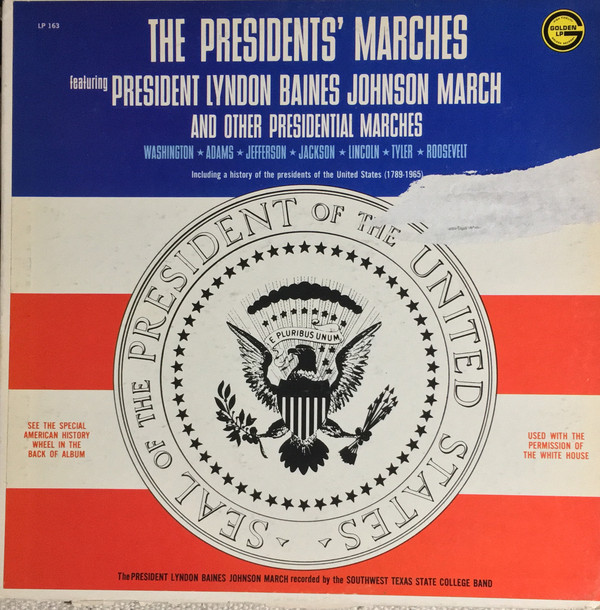 LP 163
THE PRESIDENTS' MARCHES
GOLDEN
LP
featuring PRESIDENT LYNDON BAINES JOHNSON MARCH
AND OTHER PRESIDENTIAL MARCHES
WASHINGTON ★ ADAMS ★ JEFFERSON ★ JACKSON ★ LINCOLN ★ TYLER ★ ROOSEVELT
Including a history of the presidents of the United States (1789-1965)
SEAL OF THE PRESIDENT OF THE UNITED STATES
E PLURIBUS UNUM
SEE THE SPECIAL
AMERICAN HISTORY
WHEEL IN THE
BACK OF ALBUM
USED WITH THE
PERMISSION OF
THE WHITE HOUSE
The PRESIDENT LYNDON BAINES JOHNSON MARCH recorded by the SOUTHWEST TEXAS STATE COLLEGE BAND